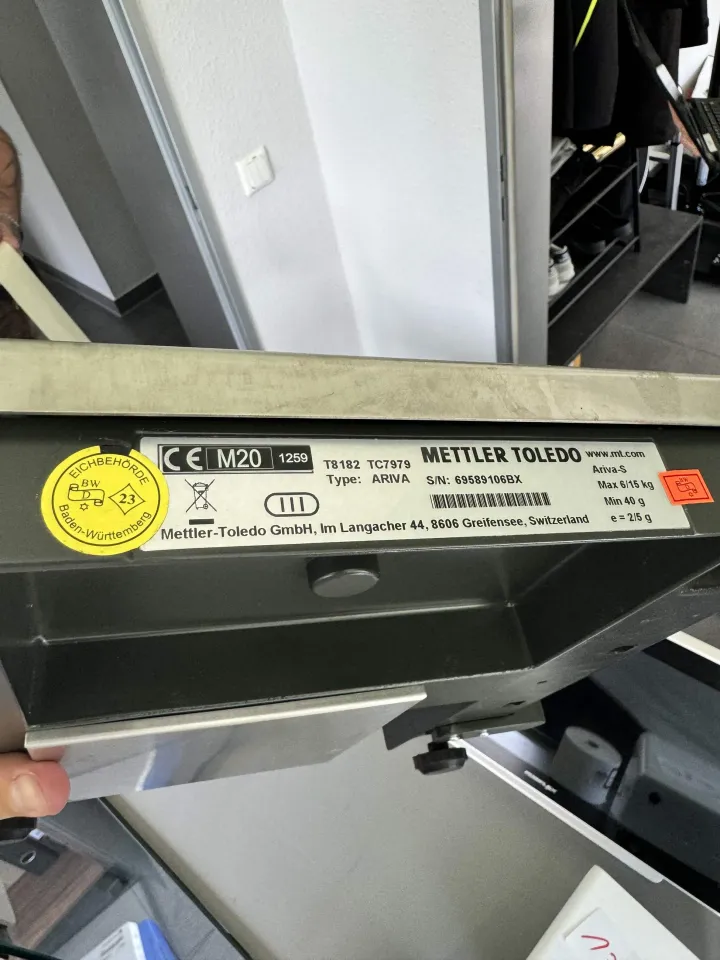 EICHBEHÖRDE
BW
D
23
Baden-Württemberg
CE M20 1259
T8182 TC7979
Type: ARIVA
III
METTLER TOLEDO www.mt.com
S/N: 69589106BX
Ariva-S
Max 6/15 kg
Min 40 g
e = 2/5 g
Mettler-Toledo GmbH, Im Langacher 44, 8606 Greifensee, Switzerland